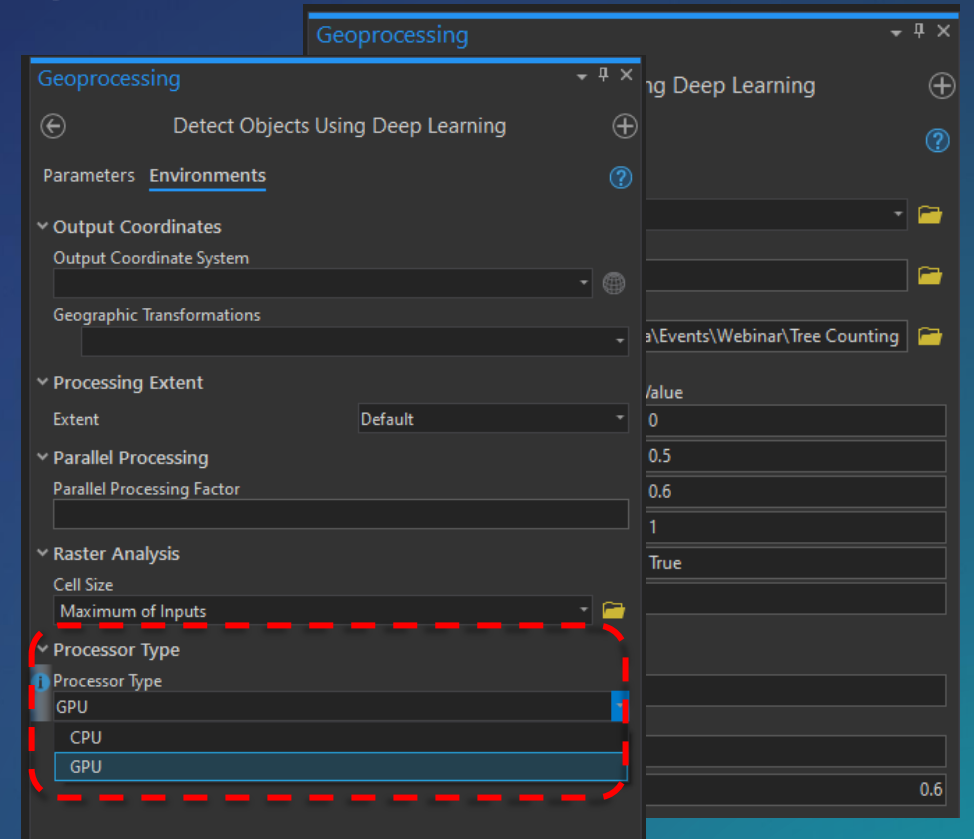 Geoprocessing
Detect Objects Using Deep Learning
Parameters Environments
Output Coordinates
Output Coordinate System
Geographic Transformations
Processing Extent
Extent Default
Parallel Processing
Parallel Processing Factor
Raster Analysis
Cell Size
Maximum of Inputs
Processor Type
Processor Type
GPU
CPU
GPU
Geoprocessing
ng Deep Learning
a\Events\Webinar\Tree Counting
Value
0
0.5
0.6
1
True
0.6